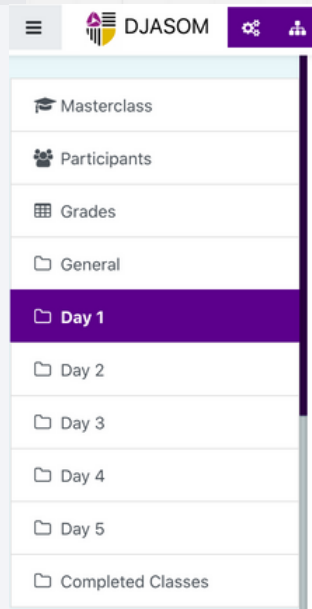 DJASOM
Masterclass
Participants
Grades
General
Day 1
Day 2
Day 3
Day 4
Day 5
Completed Classes